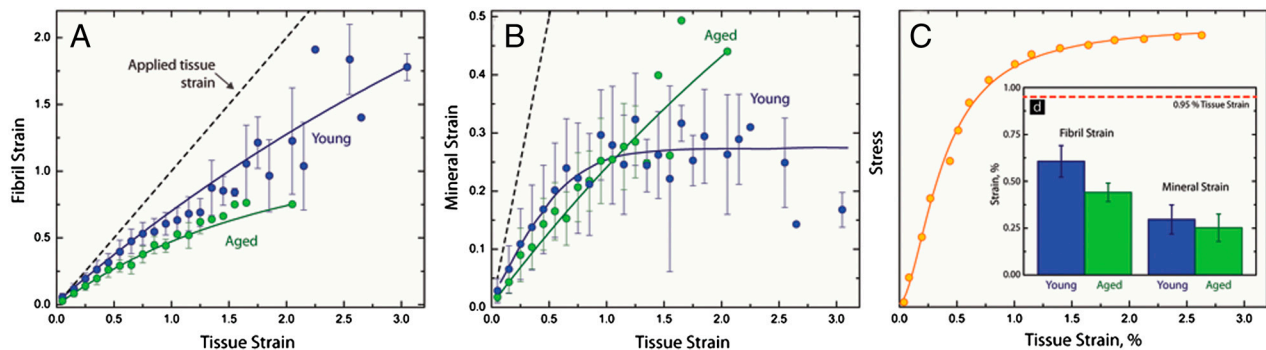 A
Applied tissue
strain
Young
Aged
Fibril Strain
2.0
1.5
1.0
0.5
0.0
0.0 0.5 1.0 1.5 2.0 2.5 3.0
Tissue Strain
B
Aged
Young
Mineral Strain
0.5
0.4
0.3
0.2
0.1
0.0
0.0 0.5 1.0 1.5 2.0 2.5 3.0
Tissue Strain
C
Stress
0.0 0.5 1.0 1.5 2.0 2.5 3.0
Tissue Strain, %
d
0.95 % Tissue Strain
Fibril Strain
Mineral Strain
Strain, %
1.00
0.75
0.50
0.25
0.00
Young Aged Young Aged